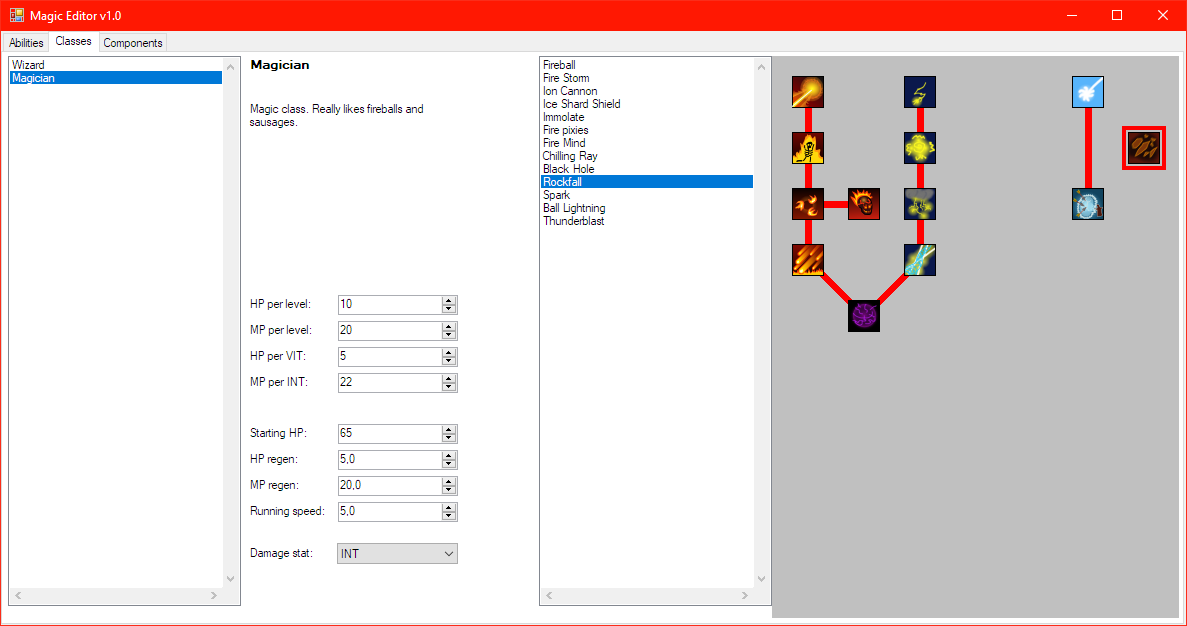 Magic Editor v1.0
Abilities
Classes
Components
Wizard
Magician
Magician
Magic class. Really likes fireballs and
sausages.
HP per level:
10
MP per level:
20
HP per VIT:
5
MP per INT:
22
Starting HP:
65
HP regen:
5,0
MP regen:
20,0
Running speed:
5,0
Damage stat:
INT
Fireball
Fire Storm
Ion Cannon
Ice Shard Shield
Immolate
Fire pixies
Fire Mind
Chilling Ray
Black Hole
Rockfall
Spark
Ball Lightning
Thunderblast